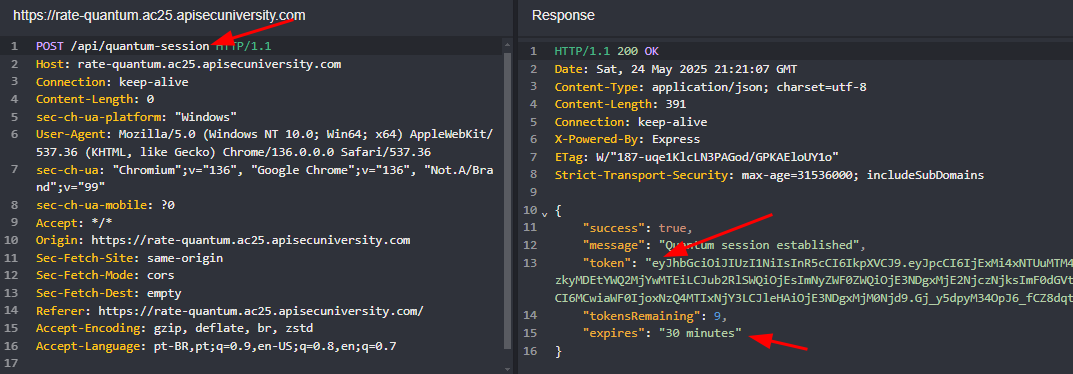 https://rate-quantum.ac25.apisecuniversity.com
1 POST /api/quantum-session HTTP/1.1
2 Host: rate-quantum.ac25.apisecuniversity.com
3 Connection: keep-alive
4 Content-Length: 0
5 sec-ch-ua-platform: "Windows"
6 User-Agent: Mozilla/5.0 (Windows NT 10.0; Win64; x64) AppleWebKit/
537.36 (KHTML, like Gecko) Chrome/136.0.0.0 Safari/537.36
7 sec-ch-ua: "Chromium";v="136", "Google Chrome";v="136", "Not.A/Bra
nd";v="99"
8 sec-ch-ua-mobile: ?0
9 Accept: */*
10 Origin: https://rate-quantum.ac25.apisecuniversity.com
11 Sec-Fetch-Site: same-origin
12 Sec-Fetch-Mode: cors
13 Sec-Fetch-Dest: empty
14 Referer: https://rate-quantum.ac25.apisecuniversity.com/
15 Accept-Encoding: gzip, deflate, br, zstd
16 Accept-Language: pt-BR,pt;q=0.9,en-US;q=0.8,en;q=0.7
17
Response
1 HTTP/1.1 200 OK
2 Date: Sat, 24 May 2025 21:21:07 GMT
3 Content-Type: application/json; charset=utf-8
4 Content-Length: 391
5 Connection: keep-alive
6 X-Powered-By: Express
7 ETag: W/"187-uqe1KlcLN3PAGod/GPKAEloUY1o"
8 Strict-Transport-Security: max-age=31536000; includeSubDomains
9
10 {
11 "success": true,
12 "message": "Quantum session established",
13 "token": "eyJhbGciOiJIUzI1NiIsInR5cCI6IkpXVCJ9.eyJpcCI6IjExMi4xNTUuMTM4
zkyMDEtYWQ2MjYwMTEiLCJub2RlSWQiOjEsImNyZWF0ZWQiOjE3NDgxMjE2NjczNjksImF0dGVt
CI6MCwiaWF0IjoxNzQ4MTIxNjY3LCJleHAiOjE3NDgxMjM0Njd9.Gj_y5dpyM34OpJ6_fCZ8dqt
14 "tokensRemaining": 9,
15 "expires": "30 minutes"
16 }